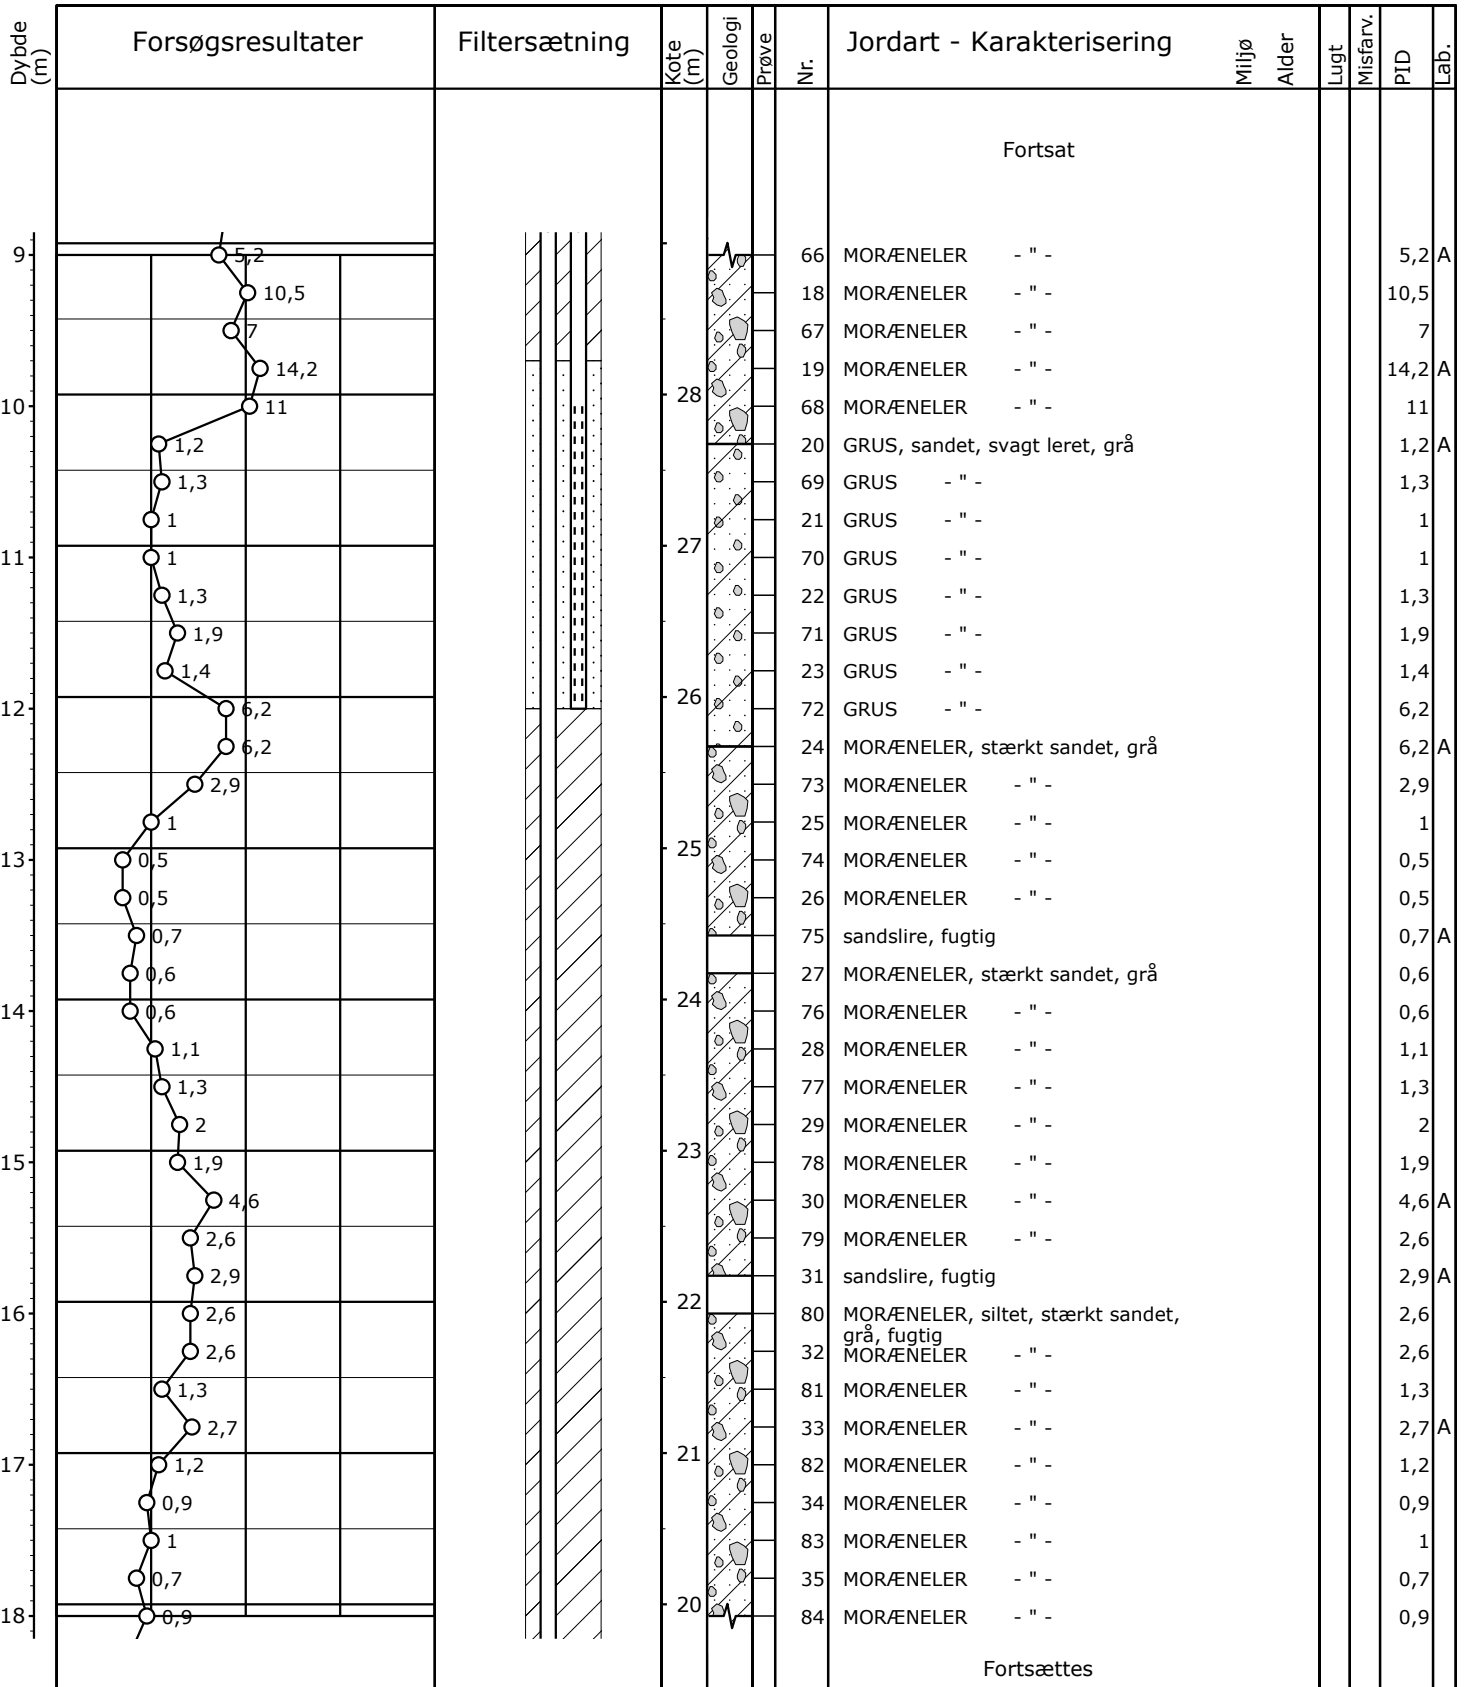 Dybde (m) Forsøgsresultater Filtersætning Kote (m) Geologi Prøve Nr. Jordart - Karakterisering Miljø Alder Lugt Misfarv. PID Lab.
Fortsat
9 5,2 66 MORÆNELER - " - 5,2 A
10,5 18 MORÆNELER - " - 10,5
7 67 MORÆNELER - " - 7
14,2 19 MORÆNELER - " - 14,2 A
10 11 28 68 MORÆNELER - " - 11
1,2 20 GRUS, sandet, svagt leret, grå 1,2 A
1,3 69 GRUS - " - 1,3
1 21 GRUS - " - 1
11 1 27 70 GRUS - " - 1
1,3 22 GRUS - " - 1,3
1,9 71 GRUS - " - 1,9
1,4 23 GRUS - " - 1,4
12 6,2 26 72 GRUS - " - 6,2
6,2 24 MORÆNELER, stærkt sandet, grå 6,2 A
2,9 73 MORÆNELER - " - 2,9
1 25 MORÆNELER - " - 1
13 0,5 25 74 MORÆNELER - " - 0,5
0,5 26 MORÆNELER - " - 0,5
0,7 75 sandslire, fugtig 0,7 A
0,6 27 MORÆNELER, stærkt sandet, grå 0,6
14 0,6 24 76 MORÆNELER - " - 0,6
1,1 28 MORÆNELER - " - 1,1
1,3 77 MORÆNELER - " - 1,3
2 29 MORÆNELER - " - 2
15 1,9 23 78 MORÆNELER - " - 1,9
4,6 30 MORÆNELER - " - 4,6 A
2,6 79 MORÆNELER - " - 2,6
2,9 31 sandslire, fugtig 2,9 A
16 2,6 22 80 MORÆNELER, siltet, stærkt sandet, 2,6
grå, fugtig
2,6 32 MORÆNELER - " - 2,6
1,3 81 MORÆNELER - " - 1,3
2,7 33 MORÆNELER - " - 2,7 A
17 1,2 21 82 MORÆNELER - " - 1,2
0,9 34 MORÆNELER - " - 0,9
1 83 MORÆNELER - " - 1
0,7 35 MORÆNELER - " - 0,7
18 0,9 20 84 MORÆNELER - " - 0,9
Fortsættes